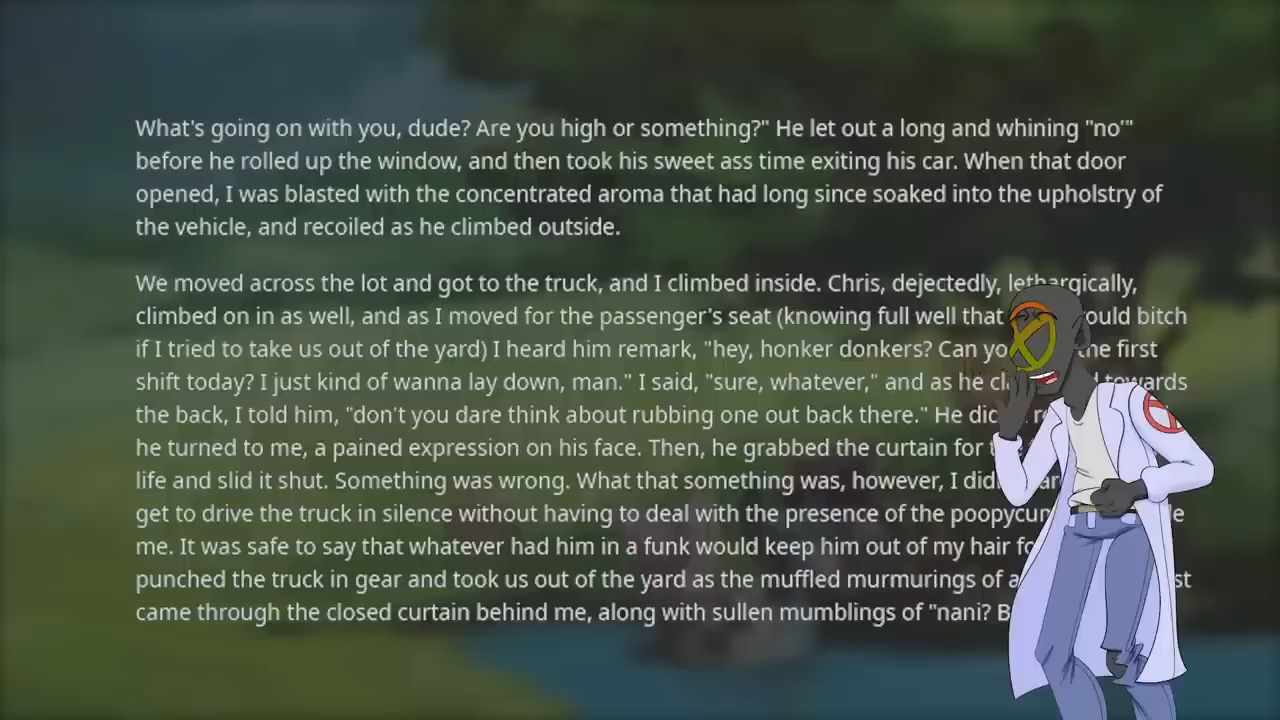 What's going on with you, dude? Are you high or something?" He let out a long and whining "no'"
before he rolled up the window, and then took his sweet ass time exiting his car. When that door
opened, I was blasted with the concentrated aroma that had long since soaked into the upholstry of
the vehicle, and recoiled as he climbed outside.
We moved across the lot and got to the truck, and I climbed inside. Chris, dejectedly, lethargically,
climbed on in as well, and as I moved for the passenger's seat (knowing full well that ould bitch
if I tried to take us out of the yard) I heard him remark, "hey, honker donkers? Can yo the first
shift today? I just kind of wanna lay down, man." I said, "sure, whatever," and as he cl towards
the back, I told him, "don't you dare think about rubbing one out back there." He did
he turned to me, a pained expression on his face. Then, he grabbed the curtain for
life and slid it shut. Something was wrong. What that something was, however, I did
get to drive the truck in silence without having to deal with the presence of the poopycum
me. It was safe to say that whatever had him in a funk would keep him out of my hair
punched the truck in gear and took us out of the yard as the muffled murmurings of
came through the closed curtain behind me, along with sullen mumblings of "nani? B